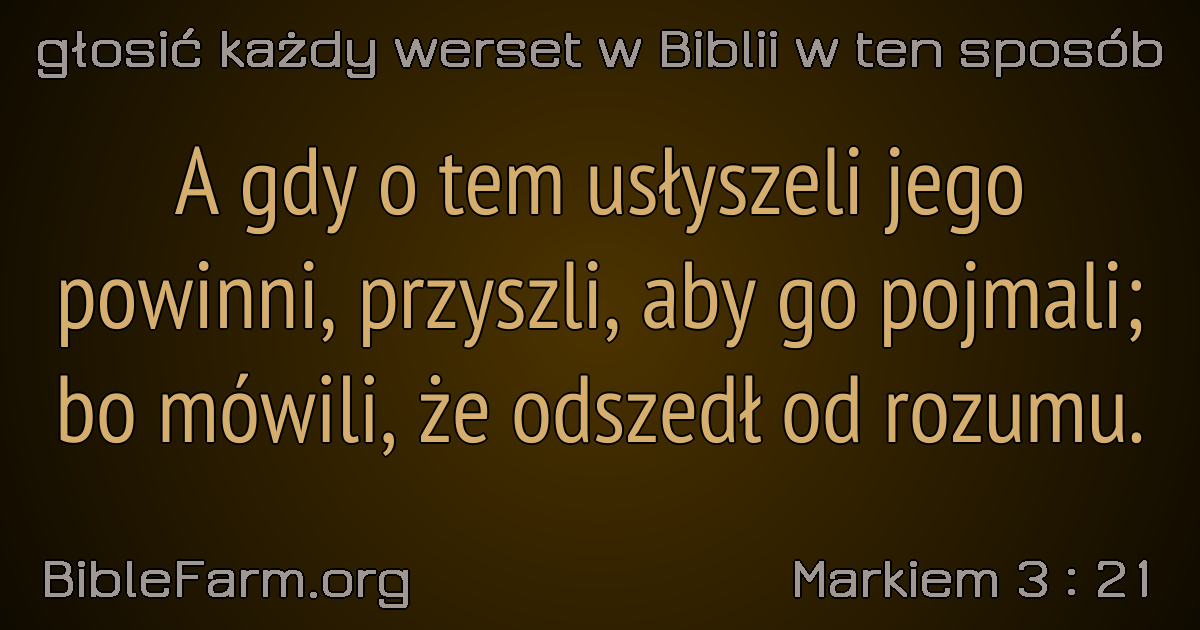 głosić każdy werset w Biblii w ten sposób
A gdy o tem usłyszeli jego
powinni, przyszli, aby go pojmali;
bo mówili, że odszedł od rozumu.
BibleFarm.org
Markiem 3 : 21